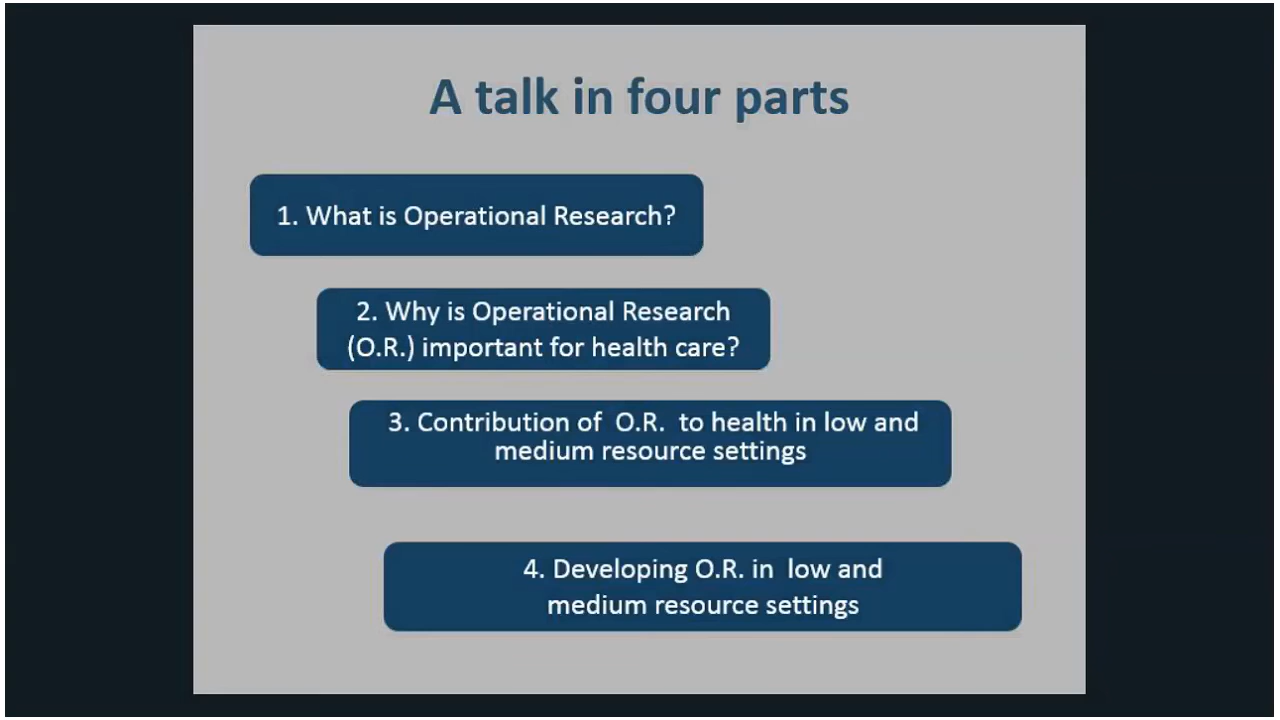 A talk in four parts
1. What is Operational Research?
2. Why is Operational Research
(O.R.) important for health care?
3. Contribution of  O.R.  to health in low and
medium resource settings
4. Developing O.R. in  low and
medium resource settings